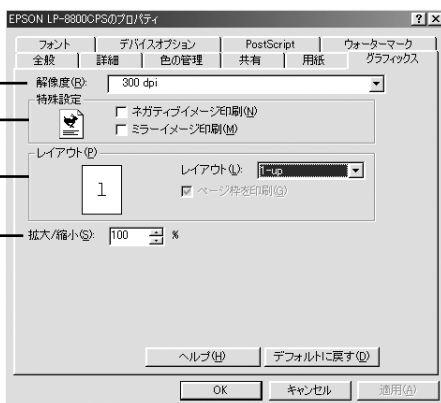 EPSON LP-8800CPSのプロパティ
フォント デバイスオプション PostScript ウォーターマーク
全般 詳細 色の管理 共有 用紙 グラフィックス
解像度(R): 300 dpi
特殊設定
ネガティブイメージ印刷(N)
ミラーイメージ印刷(M)
レイアウト(P)
レイアウト(L): 1-up
1
ページ枠を印刷(G)
拡大/縮小(S): 100 %
ヘルプ(H) デフォルトに戻す(D)
OK キャンセル 適用(A)